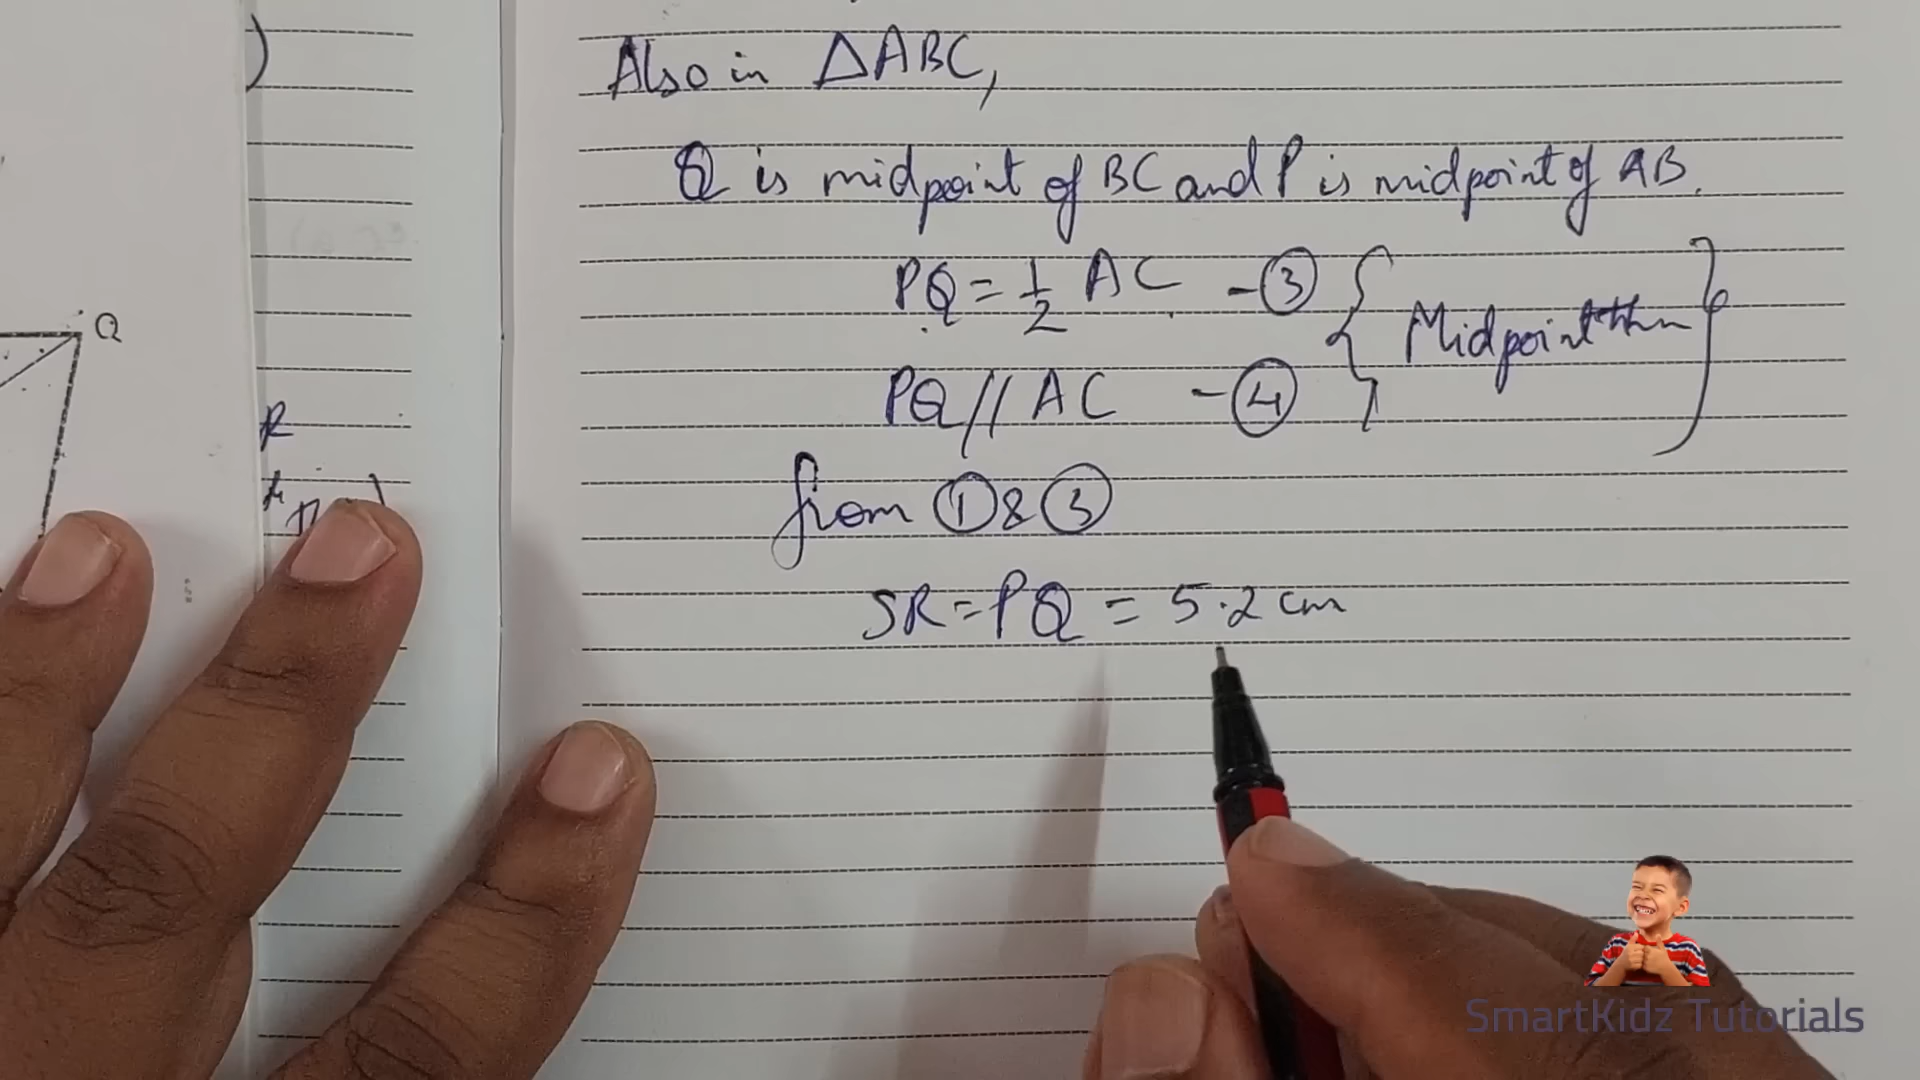 )
Also in △ABC,
Q is midpoint of BC and P is midpoint of AB.
PQ = 1/2 AC - ③
Midpoint thm
PQ // AC - ④
from ① & ③
SR = PQ = 5.2 cm
Q
R
SmartKidz Tutorials